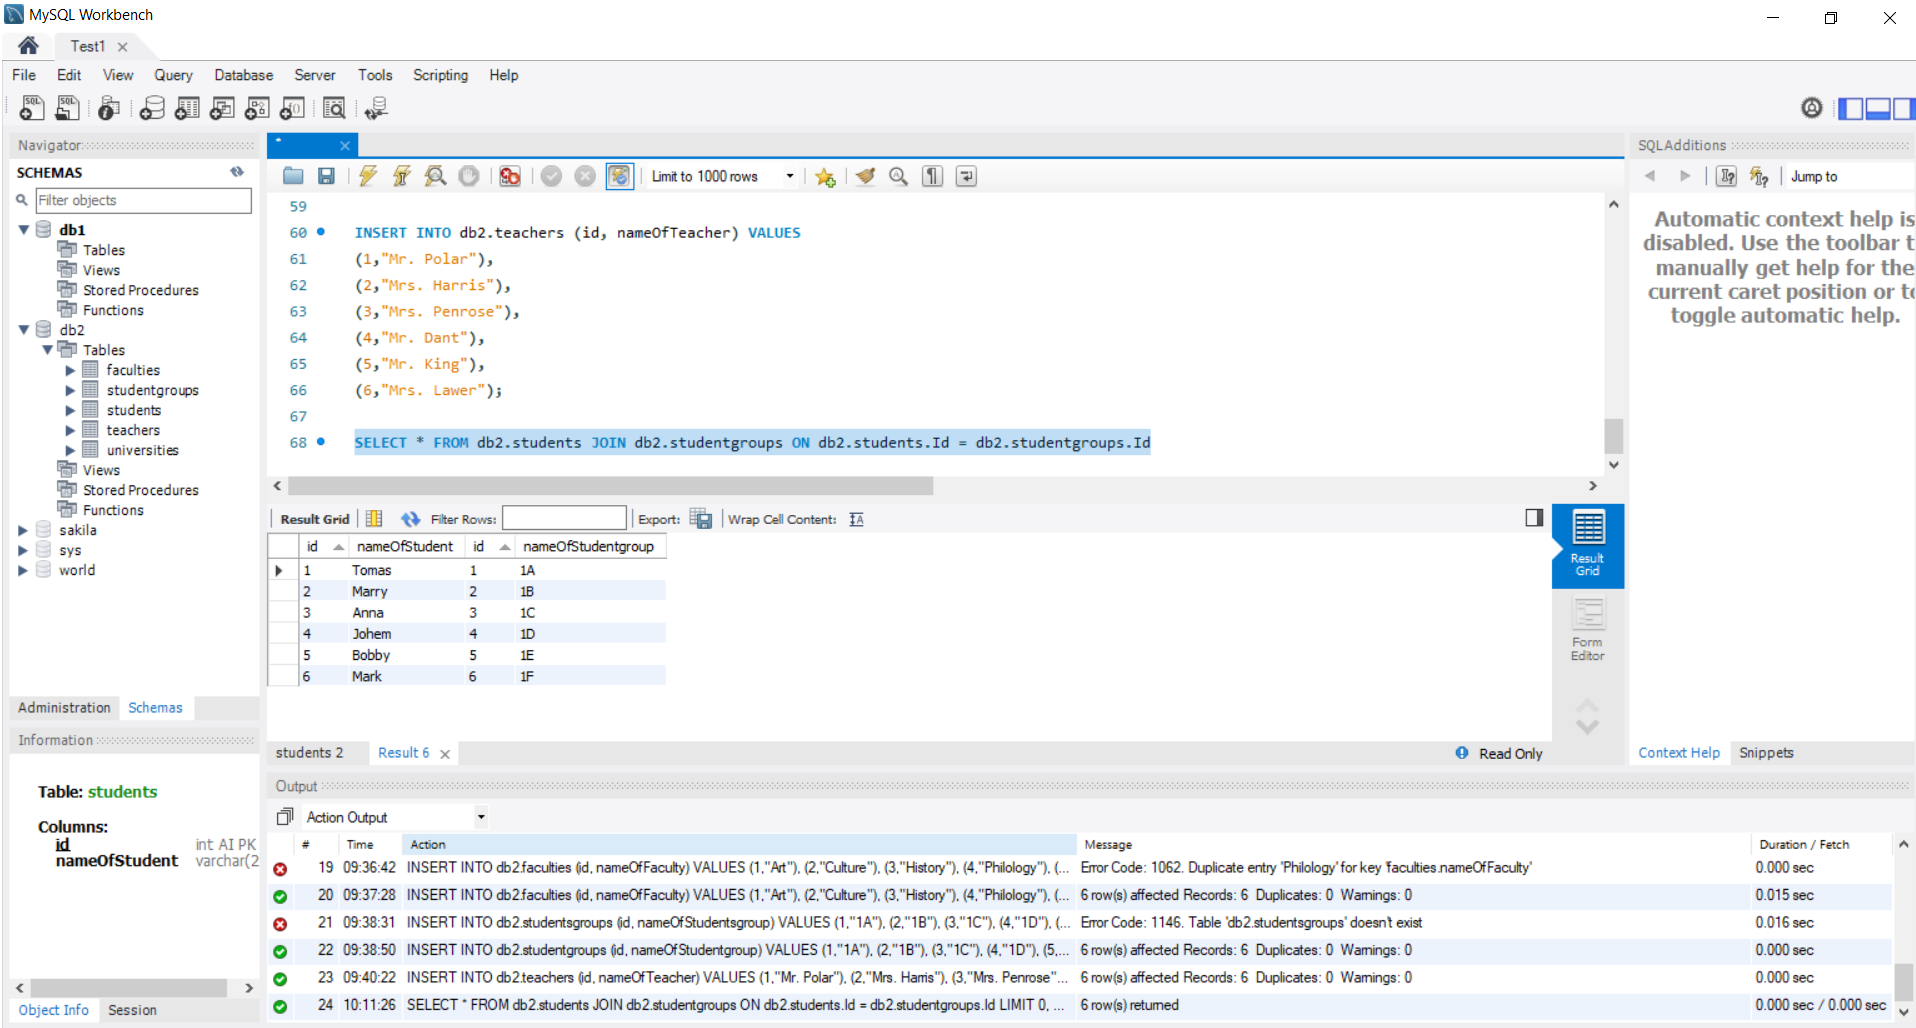 MySQL Workbench
Test1
File Edit View Query Database Server Tools Scripting Help
Navigator
SCHEMAS
Filter objects
db1
Tables
Views
Stored Procedures
Functions
db2
Tables
faculties
studentgroups
students
teachers
universities
Views
Stored Procedures
Functions
sakila
sys
world
Administration Schemas
Information
Table: students
Columns:
id int AI PK
nameOfStudent varchar(2
Object Info Session
Limit to 1000 rows
59
60 INSERT INTO db2.teachers (id, nameOfTeacher) VALUES
61 (1,"Mr. Polar"),
62 (2,"Mrs. Harris"),
63 (3,"Mrs. Penrose"),
64 (4,"Mr. Dant"),
65 (5,"Mr. King"),
66 (6,"Mrs. Lawer");
67
68 SELECT * FROM db2.students JOIN db2.studentgroups ON db2.students.Id = db2.studentgroups.Id
Result Grid Filter Rows: Export: Wrap Cell Content:
id nameOfStudent id nameOfStudentgroup
1 Tomas 1 1A
2 Marry 2 1B
3 Anna 3 1C
4 Johem 4 1D
5 Bobby 5 1E
6 Mark 6 1F
Result
Grid
Form
Editor
students 2 Result 6 Read Only
SQLAdditions
Jump to
Automatic context help is
disabled. Use the toolbar t
manually get help for the
current caret position or to
toggle automatic help.
Context Help Snippets
Output
Action Output
# Time Action Message Duration / Fetch
19 09:36:42 INSERT INTO db2.faculties (id, nameOfFaculty) VALUES (1,"Art"), (2,"Culture"), (3,"History"), (4,"Philology"), (... Error Code: 1062. Duplicate entry 'Philology' for key 'faculties.nameOfFaculty' 0.000 sec
20 09:37:28 INSERT INTO db2.faculties (id, nameOfFaculty) VALUES (1,"Art"), (2,"Culture"), (3,"History"), (4,"Philology"), (... 6 row(s) affected Records: 6 Duplicates: 0 Warnings: 0 0.015 sec
21 09:38:31 INSERT INTO db2.studentsgroups (id, nameOfStudentsgroup) VALUES (1,"1A"), (2,"1B"), (3,"1C"), (4,"1D"), (... Error Code: 1146. Table 'db2.studentsgroups' doesn't exist 0.016 sec
22 09:38:50 INSERT INTO db2.studentgroups (id, nameOfStudentgroup) VALUES (1,"1A"), (2,"1B"), (3,"1C"), (4,"1D"), (5,... 6 row(s) affected Records: 6 Duplicates: 0 Warnings: 0 0.000 sec
23 09:40:22 INSERT INTO db2.teachers (id, nameOfTeacher) VALUES (1,"Mr. Polar"), (2,"Mrs. Harris"), (3,"Mrs. Penrose"... 6 row(s) affected Records: 6 Duplicates: 0 Warnings: 0 0.000 sec
24 10:11:26 SELECT * FROM db2.students JOIN db2.studentgroups ON db2.students.Id = db2.studentgroups.Id LIMIT 0, ... 6 row(s) returned 0.000 sec / 0.000 sec